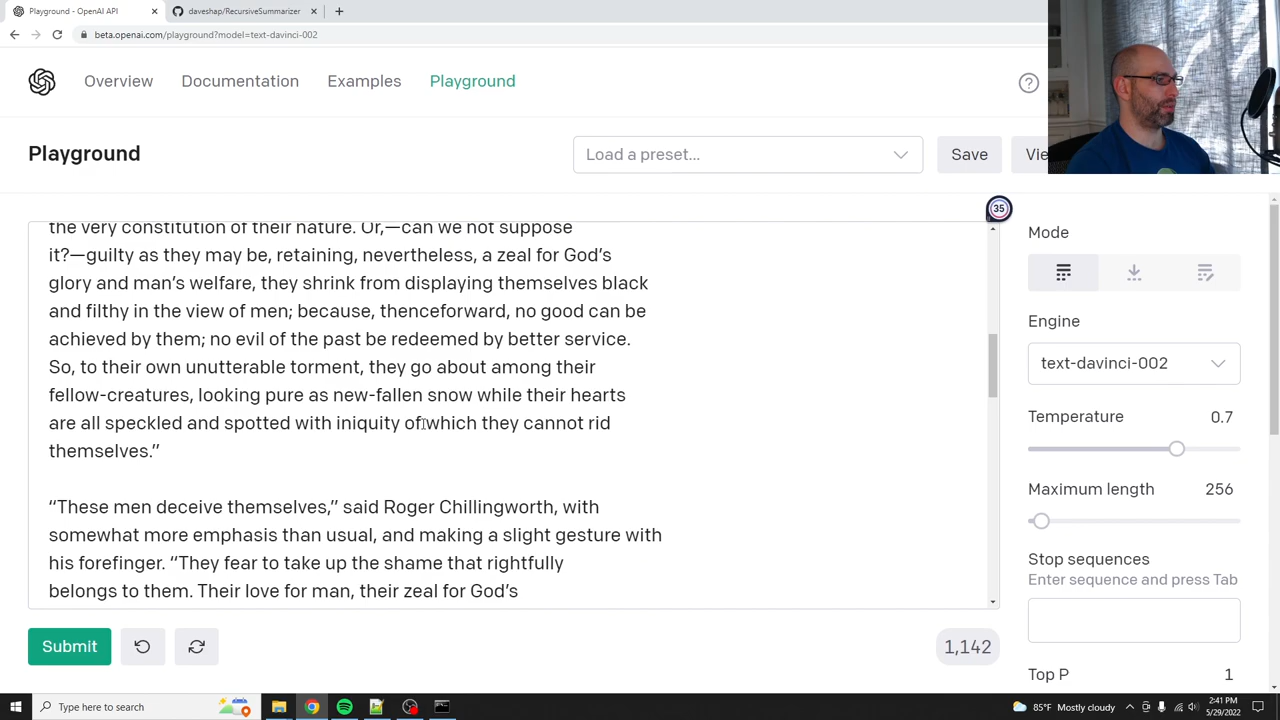 Playground - OpenAI API
daveshap/RecursiveSummarizer
beta.openai.com/playground?model=text-davinci-002
Overview
Documentation
Examples
Playground
Playground
Load a preset...
Save
Vie
35
the very constitution of their nature. Or,—can we not suppose
it?—guilty as they may be, retaining, nevertheless, a zeal for God’s
glory and man’s welfare, they shrink from displaying themselves black
and filthy in the view of men; because, thenceforward, no good can be
achieved by them; no evil of the past be redeemed by better service.
So, to their own unutterable torment, they go about among their
fellow-creatures, looking pure as new-fallen snow while their hearts
are all speckled and spotted with iniquity of which they cannot rid
themselves.”
“These men deceive themselves,” said Roger Chillingworth, with
somewhat more emphasis than usual, and making a slight gesture with
his forefinger. “They fear to take up the shame that rightfully
belongs to them. Their love for man, their zeal for God’s
Mode
Engine
text-davinci-002
Temperature 0.7
Maximum length 256
Stop sequences
Enter sequence and press Tab
Top P 1
Submit
1,142
Type here to search
85°F Mostly cloudy
2:41 PM
5/29/2022